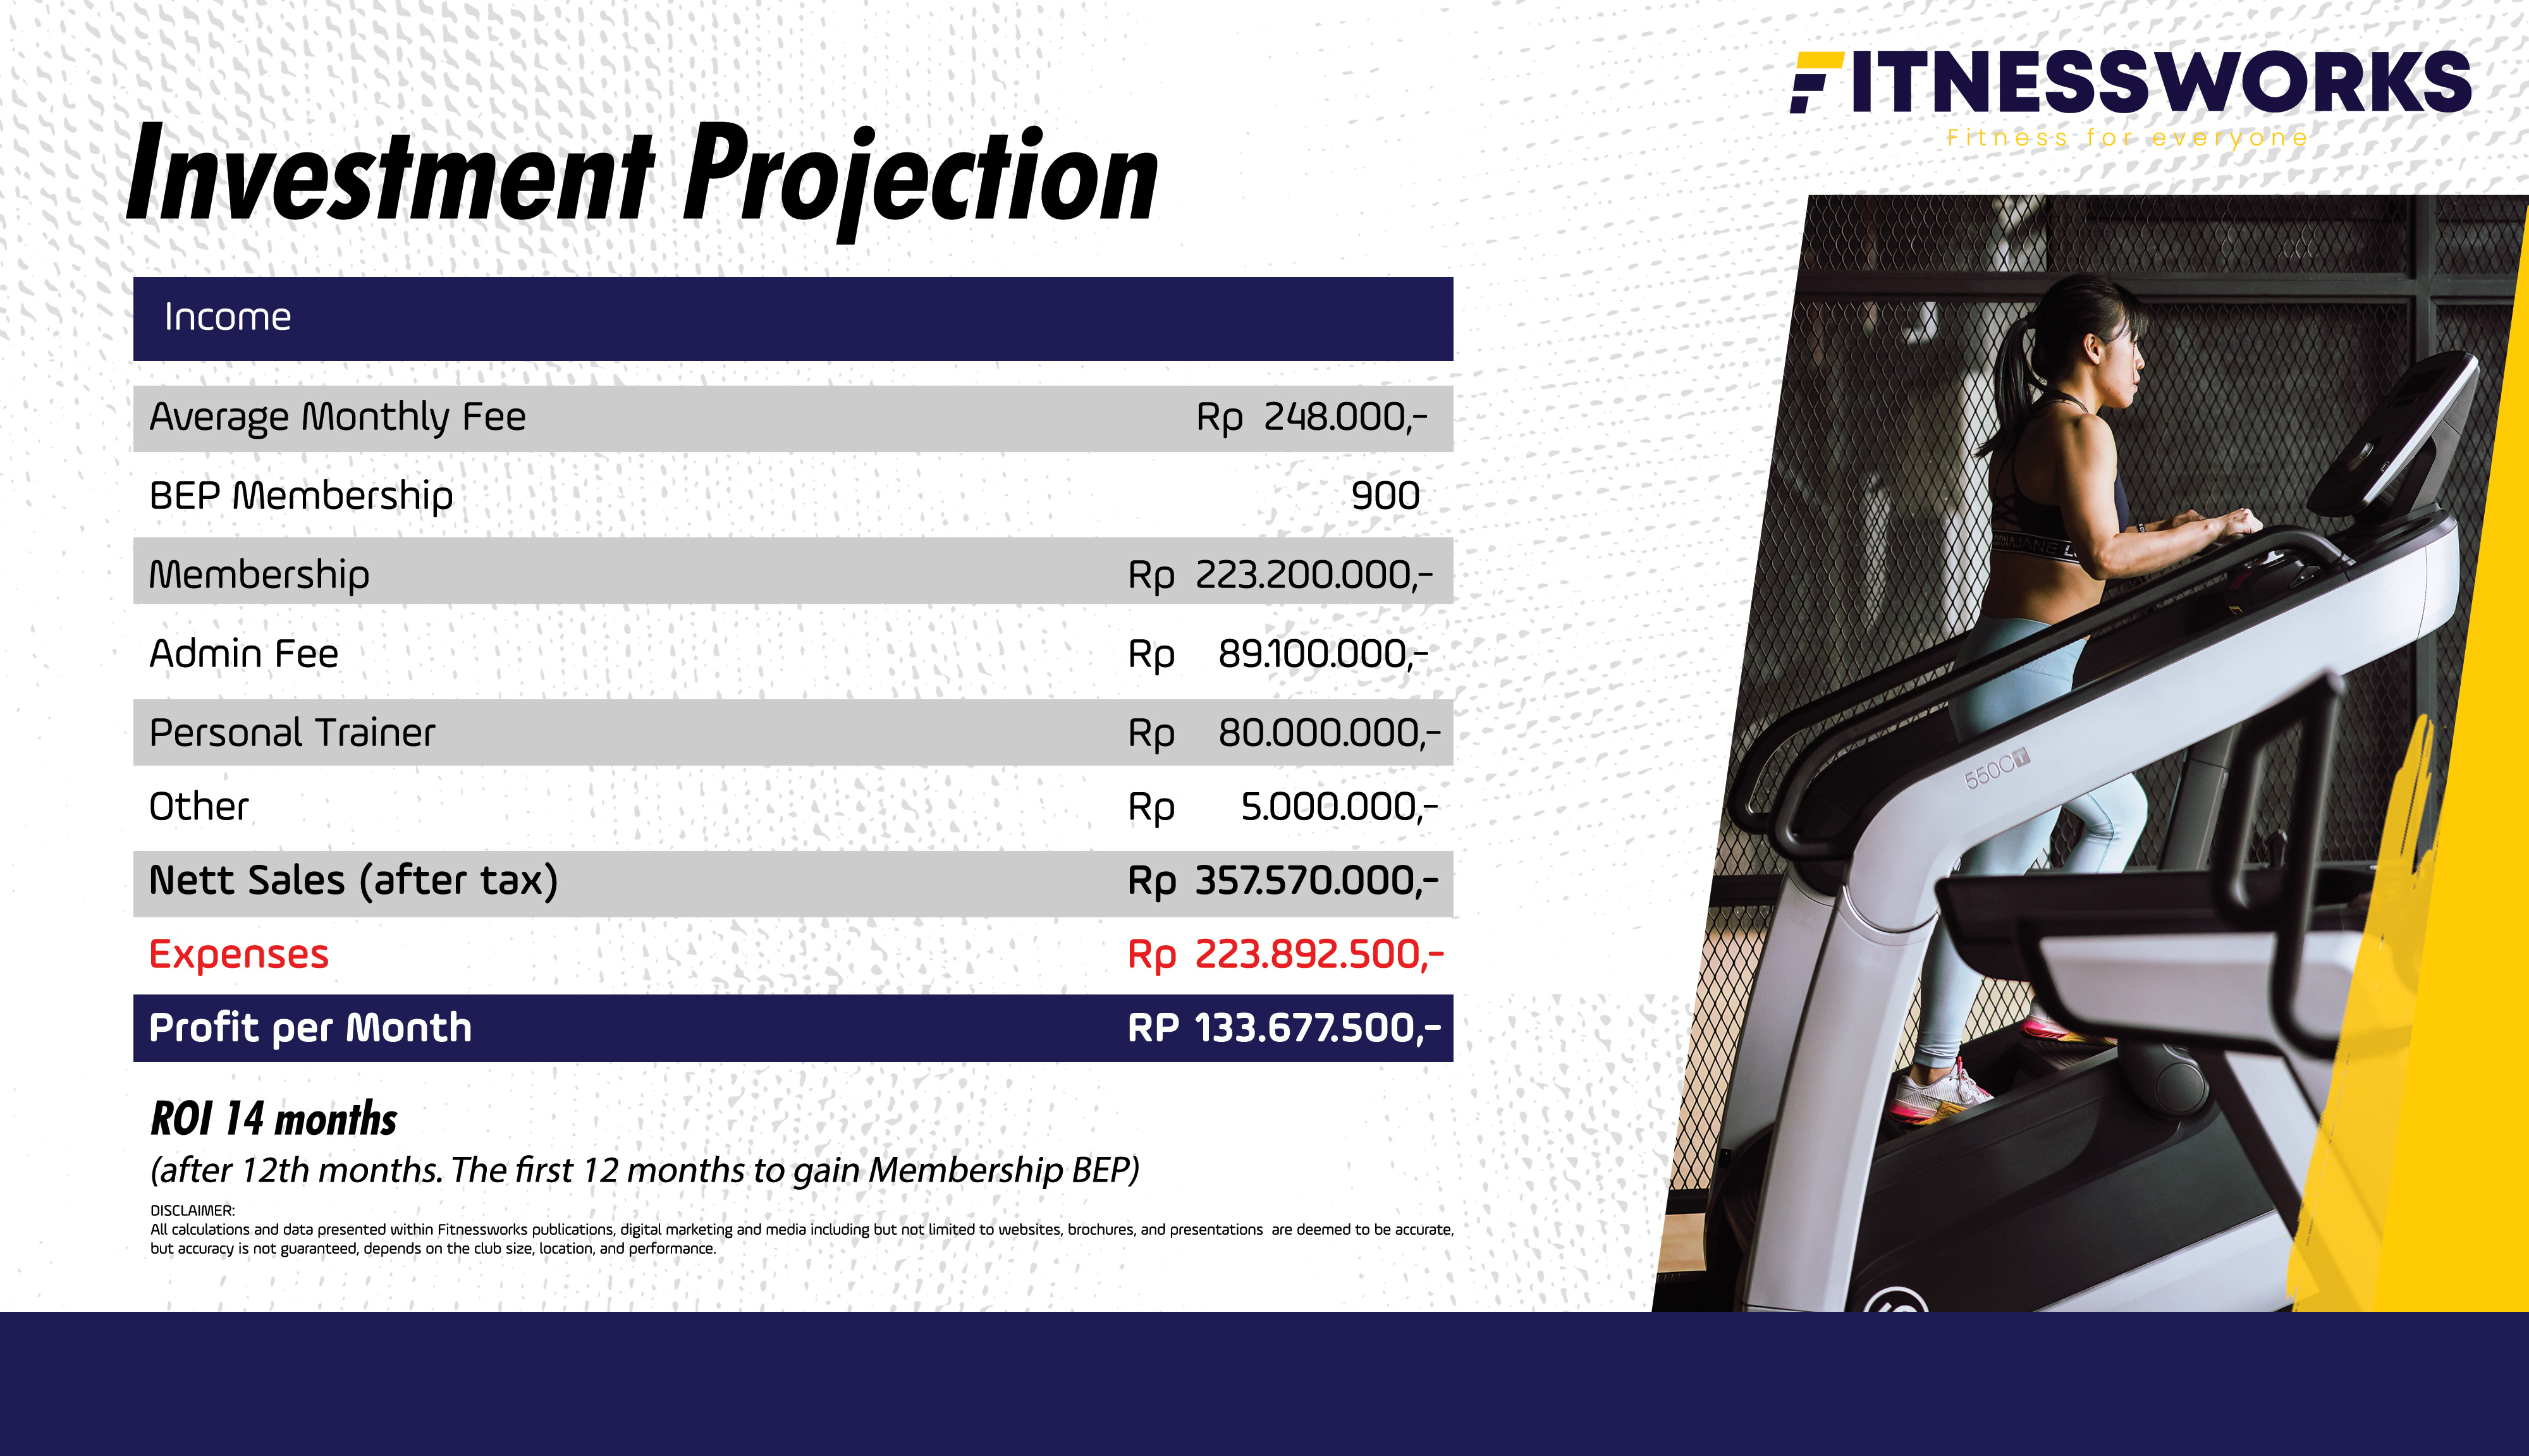 FITNESSWORKS
Fitness for everyone
Investment Projection
Income
Average Monthly Fee Rp 248.000,-
BEP Membership 900
Membership Rp 223.200.000,-
Admin Fee Rp 89.100.000,-
Personal Trainer Rp 80.000.000,-
Other Rp 5.000.000,-
Nett Sales (after tax) Rp 357.570.000,-
Expenses Rp 223.892.500,-
Profit per Month RP 133.677.500,-
ROI 14 months
(after 12th months. The first 12 months to gain Membership BEP)
DISCLAIMER:
All calculations and data presented within Fitnessworks publications, digital marketing and media including but not limited to websites, brochures, and presentations are deemed to be accurate,
but accuracy is not guaranteed, depends on the club size, location, and performance.
550CT